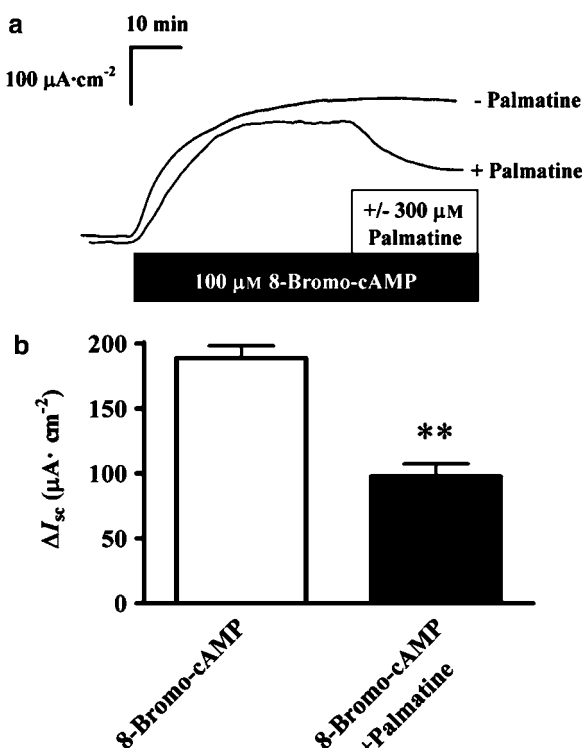 a
10 min
100 µA·cm-2
- Palmatine
+ Palmatine
+/- 300 µM
Palmatine
100 µM 8-Bromo-cAMP
b
200
150
100
50
0
ΔIsc (µA· cm-2)
**
8-Bromo-cAMP
8-Bromo-cAMP
+Palmatine